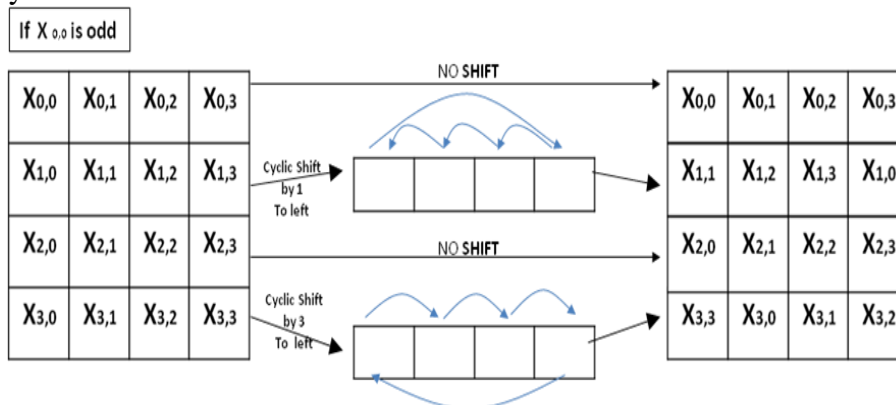 If X 0,0 is odd
NO SHIFT
X0,0 X0,1 X0,2 X0,3
X0,0 X0,1 X0,2 X0,3
X1,0 X1,1 X1,2 X1,3
Cyclic Shift
by 1
To left
X1,1 X1,2 X1,3 X1,0
X2,0 X2,1 X2,2 X2,3
NO SHIFT
X2,0 X2,1 X2,2 X2,3
X3,0 X3,1 X3,2 X3,3
Cyclic Shift
by 3
To left
X3,3 X3,0 X3,1 X3,2